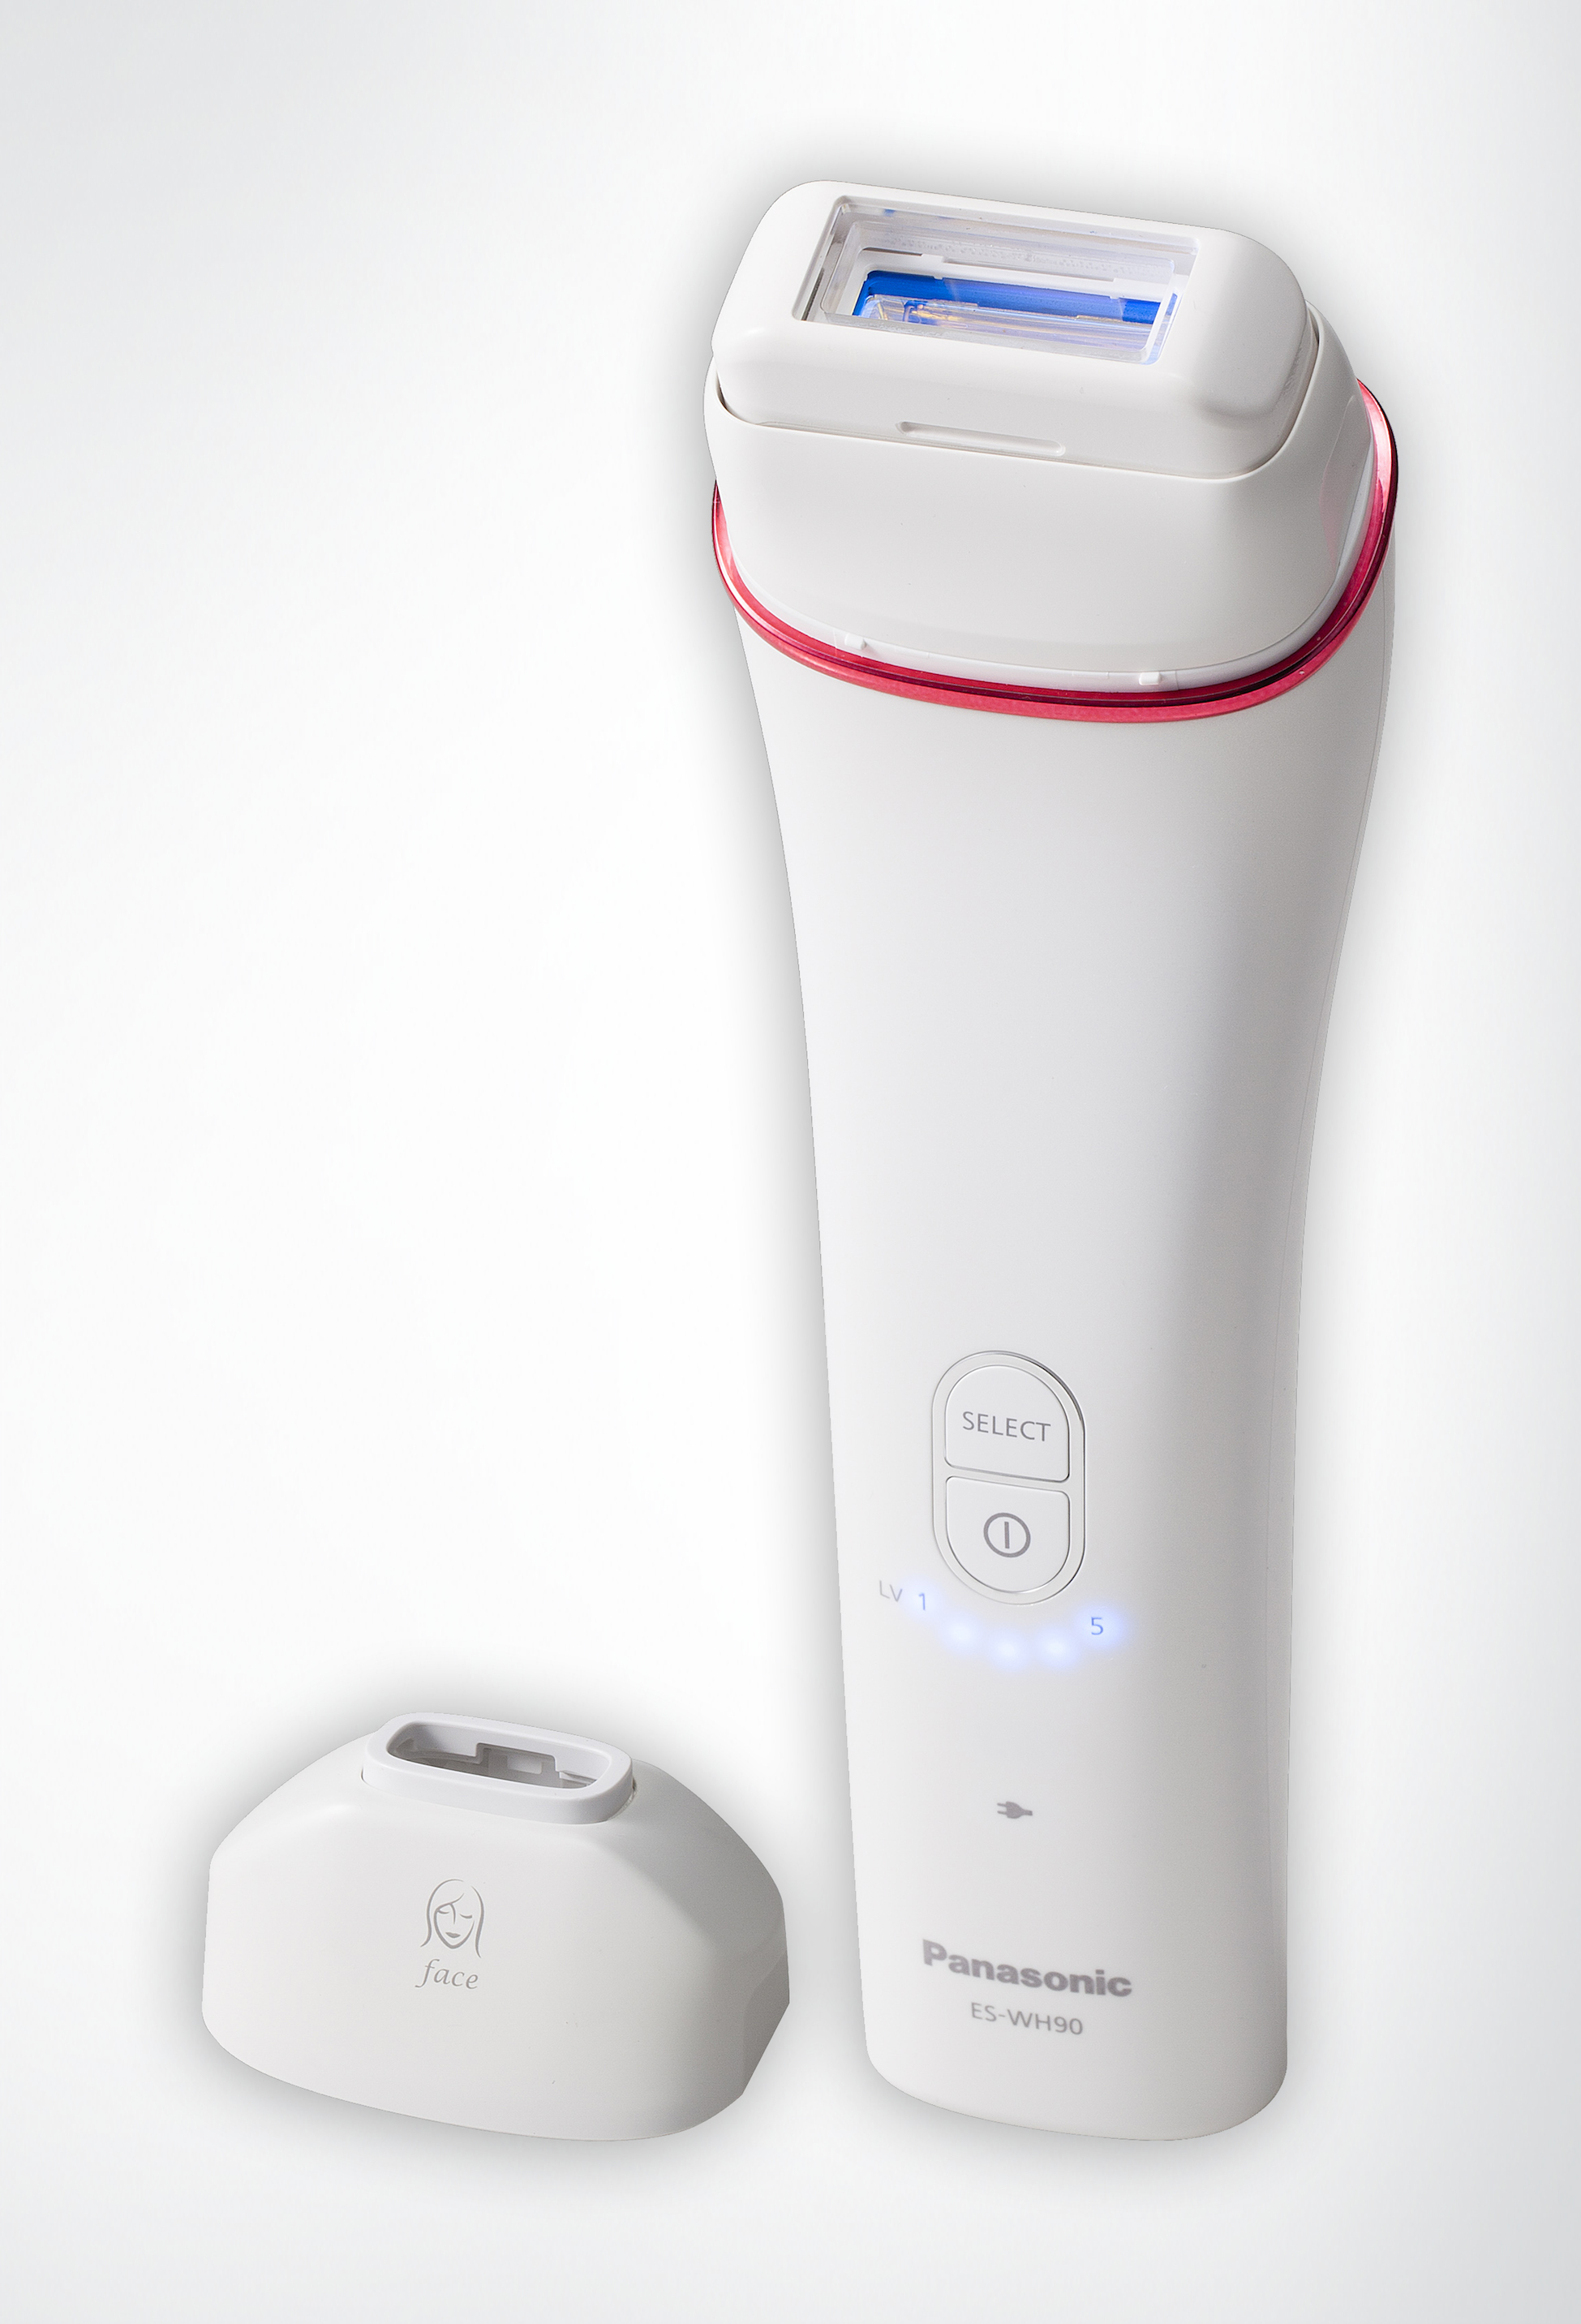 SELECT
LV 1 5
face
Panasonic
ES-WH90